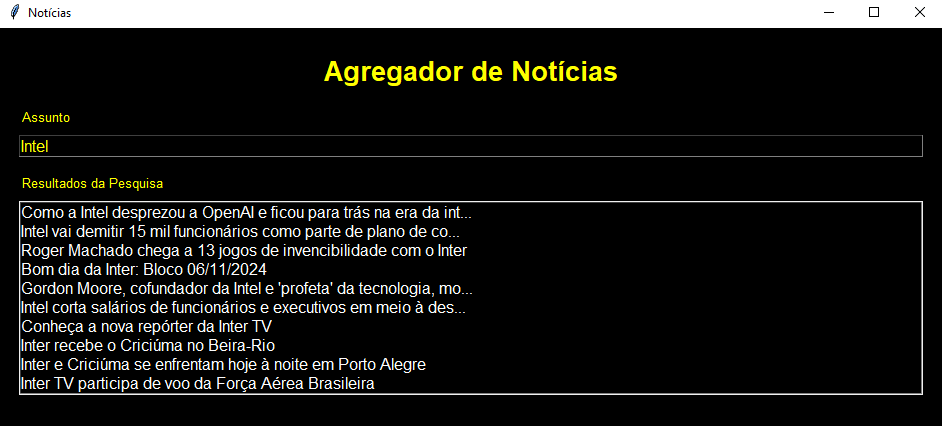 Notícias
Agregador de Notícias
Assunto
Intel
Resultados da Pesquisa
Como a Intel desprezou a OpenAI e ficou para trás na era da int...
Intel vai demitir 15 mil funcionários como parte de plano de co...
Roger Machado chega a 13 jogos de invencibilidade com o Inter
Bom dia da Inter: Bloco 06/11/2024
Gordon Moore, cofundador da Intel e 'profeta' da tecnologia, mo...
Intel corta salários de funcionários e executivos em meio à des...
Conheça a nova repórter da Inter TV
Inter recebe o Criciúma no Beira-Rio
Inter e Criciúma se enfrentam hoje à noite em Porto Alegre
Inter TV participa de voo da Força Aérea Brasileira